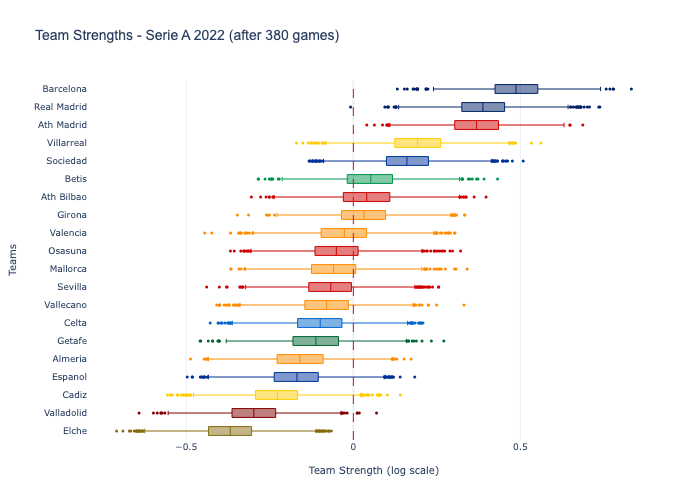 Team Strengths - Serie A 2022 (after 380 games)
Barcelona
Real Madrid
Ath Madrid
Villarreal
Sociedad
Betis
Ath Bilbao
Girona
Valencia
Osasuna
Mallorca
Sevilla
Vallecano
Celta
Getafe
Almeria
Espanol
Cadiz
Valladolid
Elche
Teams
−0.5 0 0.5
Team Strength (log scale)